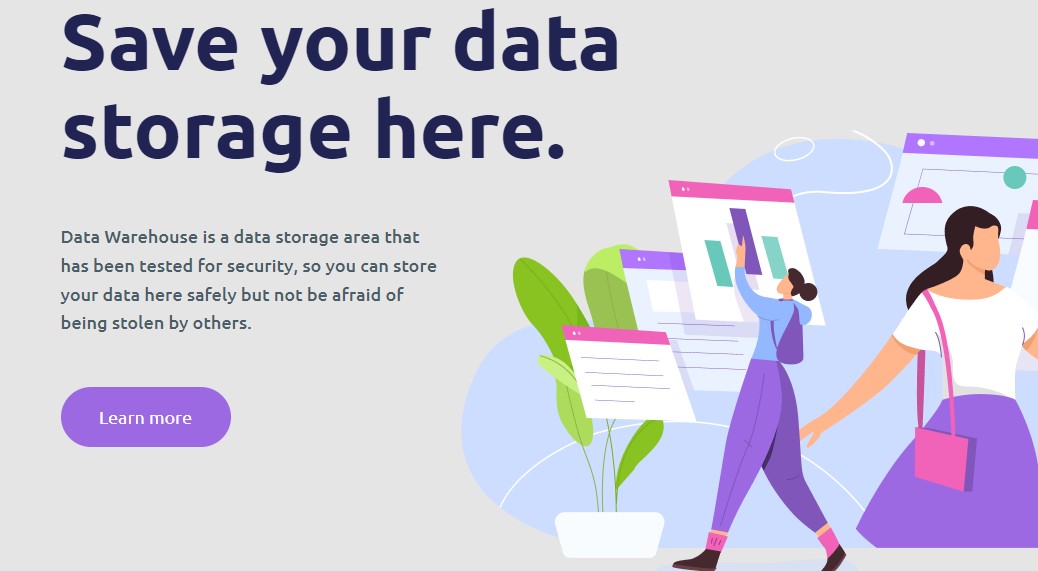 Save your data
storage here.
Data Warehouse is a data storage area that
has been tested for security, so you can store
your data here safely but not be afraid of
being stolen by others.
Learn more